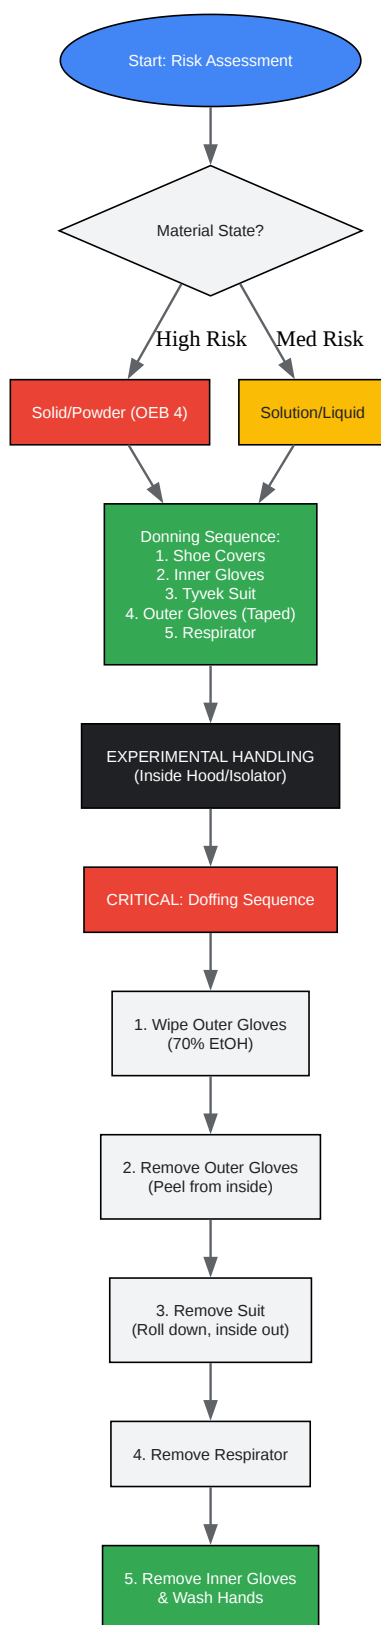 Start: Risk Assessment
Material State?
High Risk
Med Risk
Solid/Powder (OEB 4)
Solution/Liquid
Donning Sequence:
1. Shoe Covers
2. Inner Gloves
3. Tyvek Suit
4. Outer Gloves (Taped)
5. Respirator
EXPERIMENTAL HANDLING
(Inside Hood/Isolator)
CRITICAL: Doffing Sequence
1. Wipe Outer Gloves
(70% EtOH)
2. Remove Outer Gloves
(Peel from inside)
3. Remove Suit
(Roll down, inside out)
4. Remove Respirator
5. Remove Inner Gloves
& Wash Hands